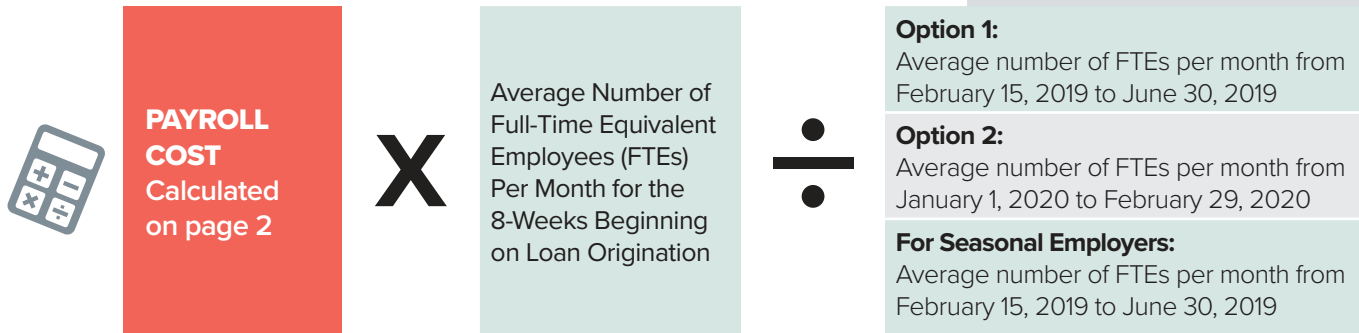 PAYROLL
COST
Calculated
on page 2
X
Average Number of
Full-Time Equivalent
Employees (FTEs)
Per Month for the
8-Weeks Beginning
on Loan Origination
÷
Option 1:
Average number of FTEs per month from
February 15, 2019 to June 30, 2019
Option 2:
Average number of FTEs per month from
January 1, 2020 to February 29, 2020
For Seasonal Employers:
Average number of FTEs per month from
February 15, 2019 to June 30, 2019